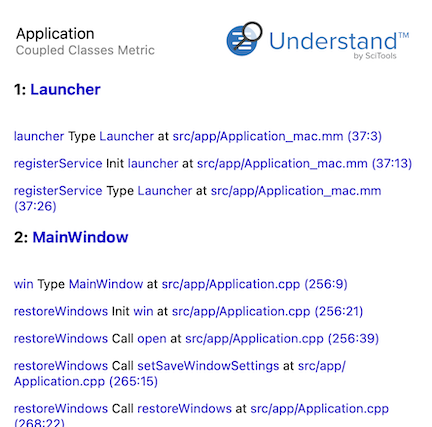 Application
Coupled Classes Metric
Understand™
by SciTools
1: Launcher
launcher Type Launcher at src/app/Application_mac.mm (37:3)
registerService Init launcher at src/app/Application_mac.mm (37:13)
registerService Type Launcher at src/app/Application_mac.mm
(37:26)
2: MainWindow
win Type MainWindow at src/app/Application.cpp (256:9)
restoreWindows Init win at src/app/Application.cpp (256:21)
restoreWindows Call open at src/app/Application.cpp (256:39)
restoreWindows Call setSaveWindowSettings at src/app/
Application.cpp (265:15)
restoreWindows Call restoreWindows at src/app/Application.cpp
(268:22)